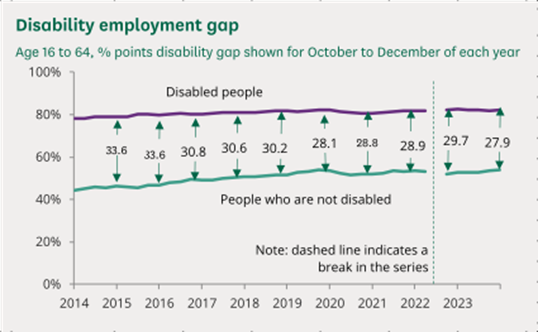 Disability employment gap
Age 16 to 64, % points disability gap shown for October to December of each year
100%
Disabled people
80%
33.6 33.6 30.8 30.6 30.2 28.1 28.8 28.9 29.7 27.9
60%
People who are not disabled
40%
20%
Note: dashed line indicates a
break in the series
0%
2014 2015 2016 2017 2018 2019 2020 2021 2022 2023